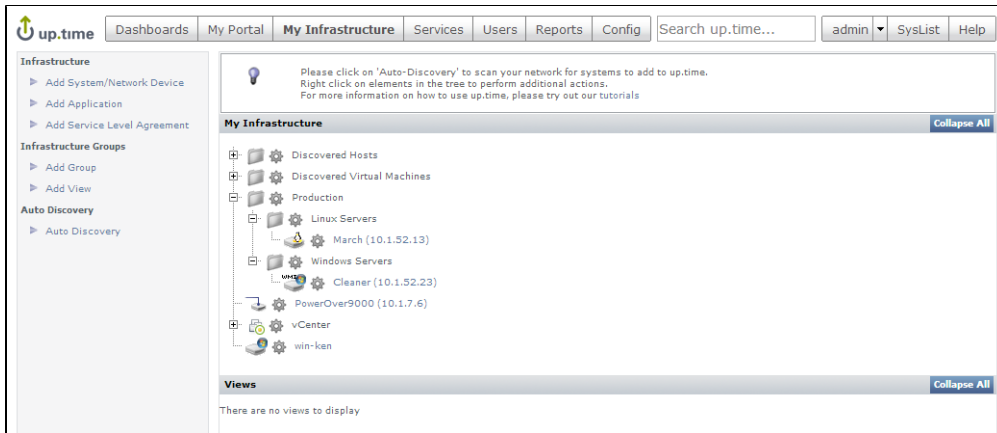 up.time
Dashboards My Portal My Infrastructure Services Users Reports Config Search up.time... admin SysList Help
Infrastructure
Add System/Network Device
Add Application
Add Service Level Agreement
Infrastructure Groups
Add Group
Add View
Auto Discovery
Auto Discovery
Please click on 'Auto-Discovery' to scan your network for systems to add to up.time.
Right click on elements in the tree to perform additional actions.
For more information on how to use up.time, please try out our tutorials
My Infrastructure Collapse All
Discovered Hosts
Discovered Virtual Machines
Production
Linux Servers
March (10.1.52.13)
Windows Servers
WMI Cleaner (10.1.52.23)
PowerOver9000 (10.1.7.6)
vCenter
win-ken
Views Collapse All
There are no views to display